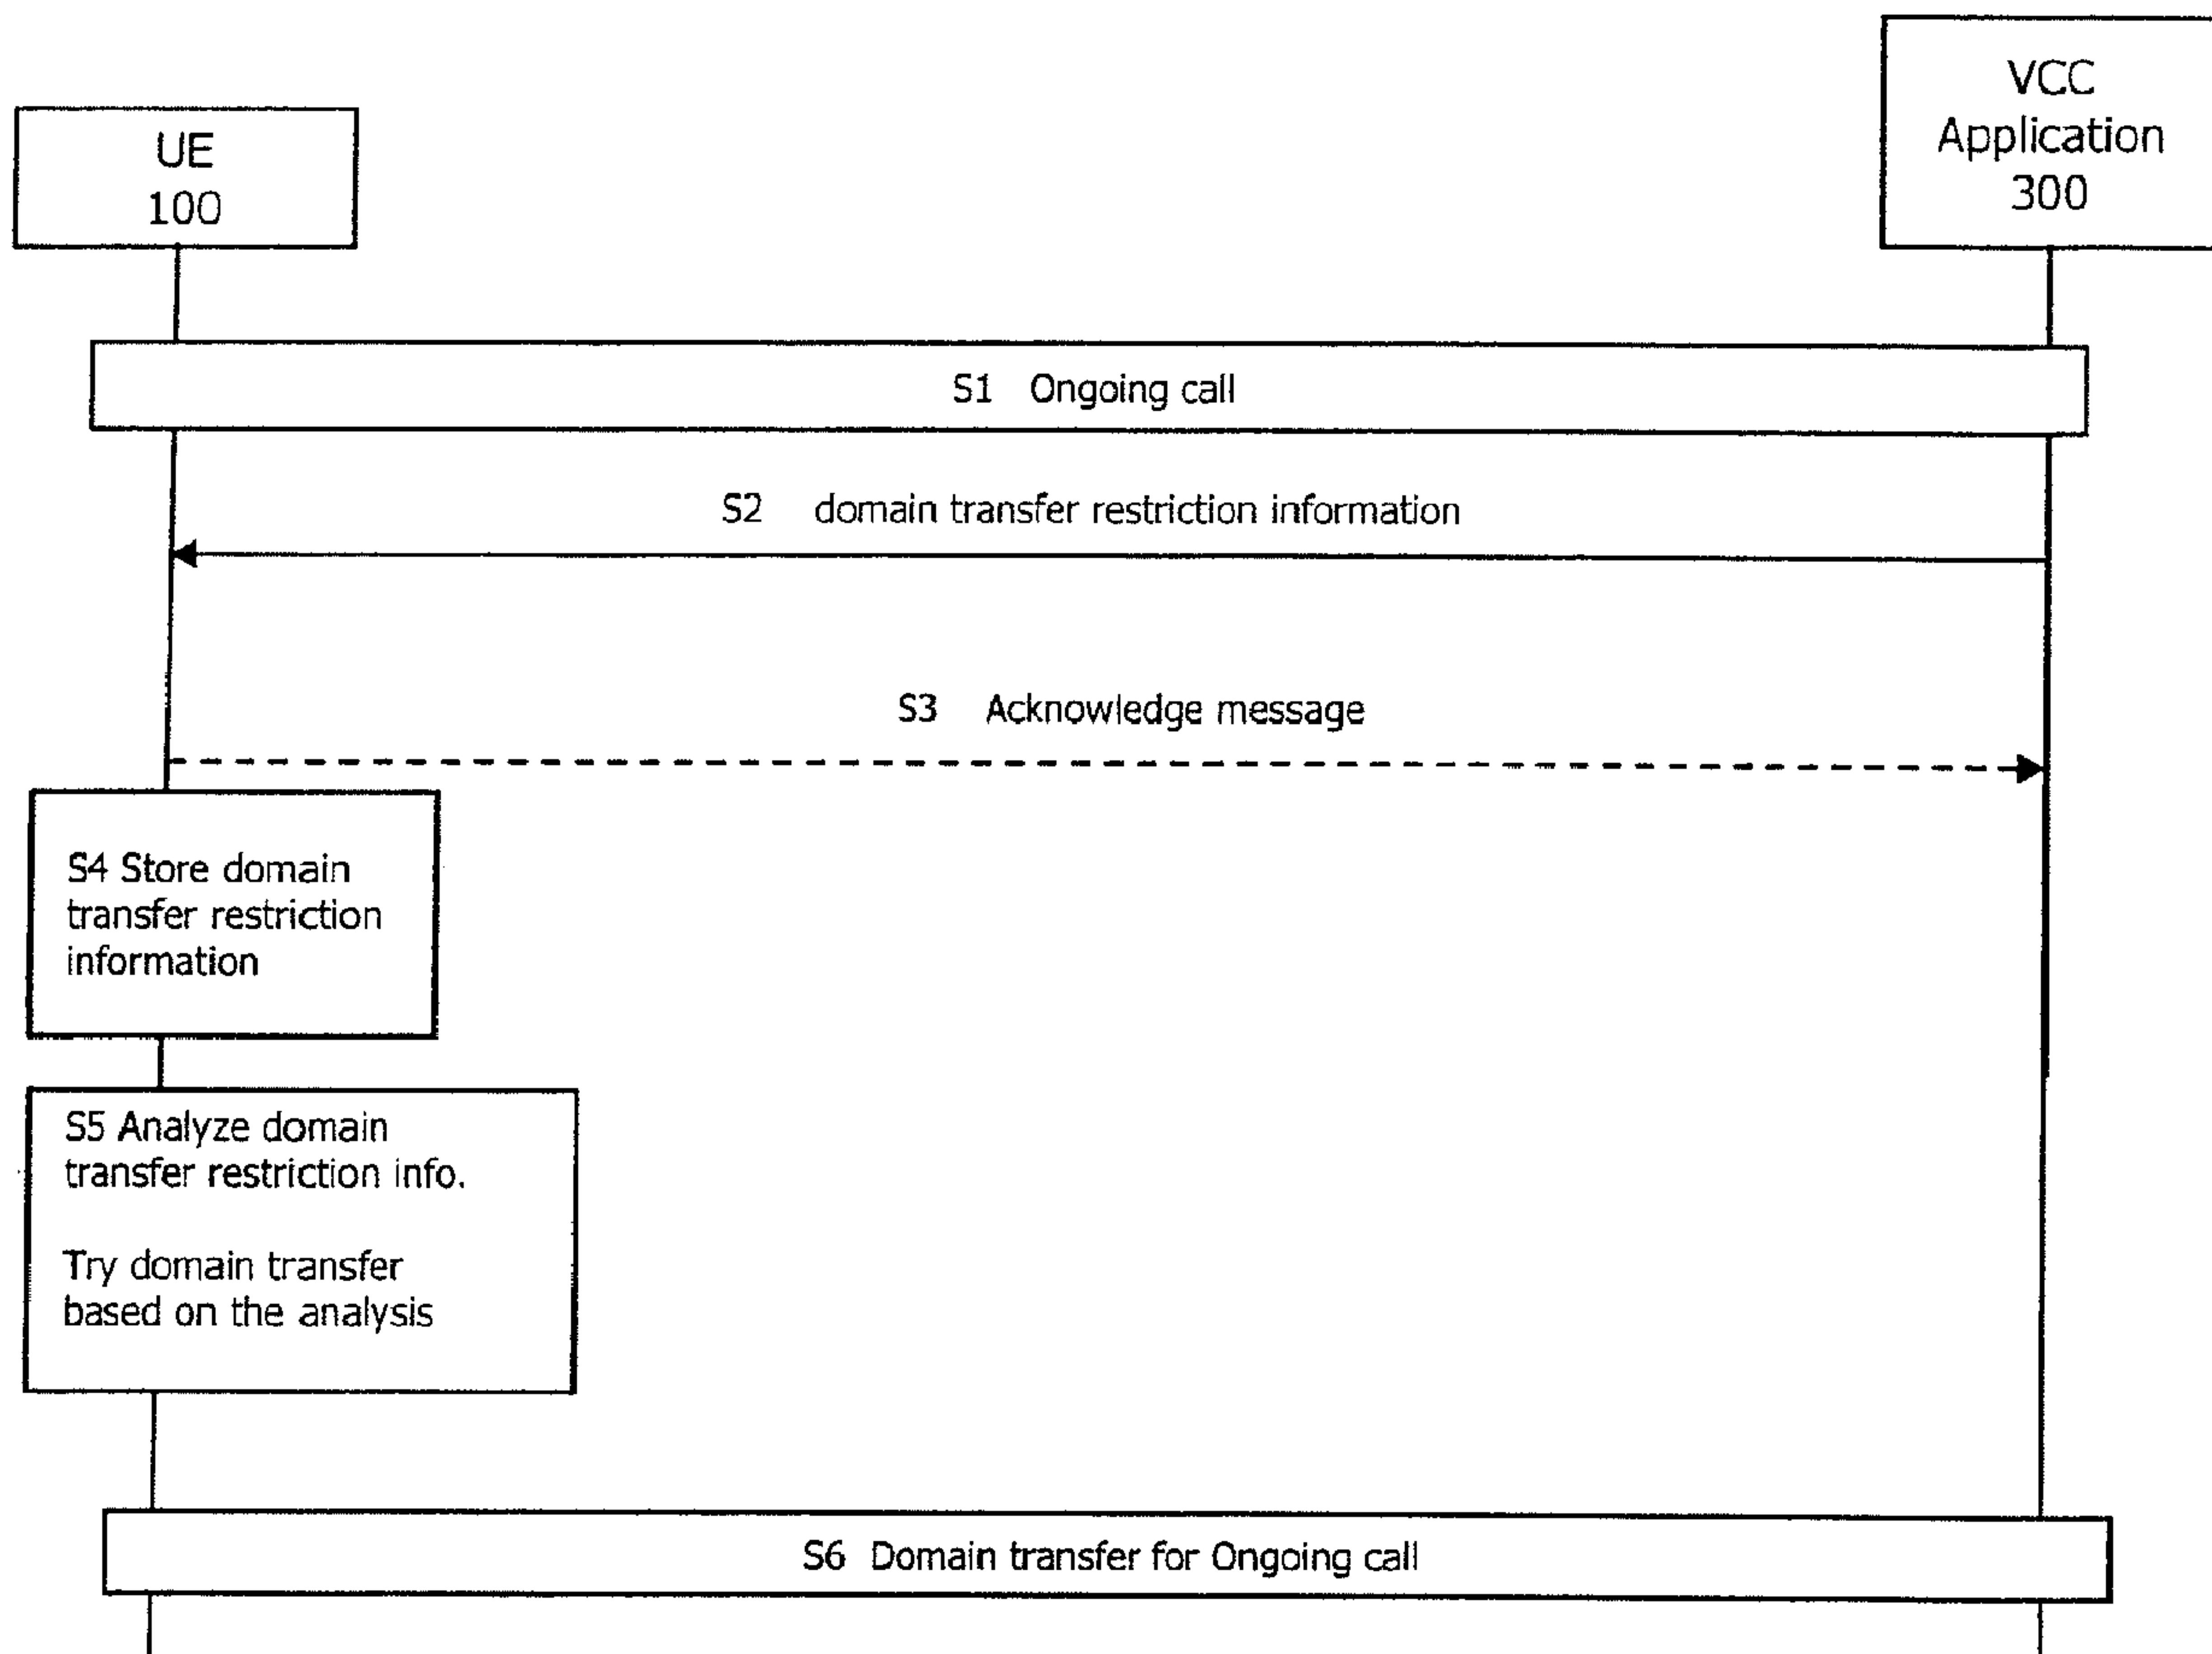 UE
100
VCC
Application
300
S1 Ongoing call
S2 domain transfer restriction information
S3 Acknowledge message
S4 Store domain
transfer restriction
information
S5 Analyze domain
transfer restriction info.
Try domain transfer
based on the analysis
S6 Domain transfer for Ongoing call